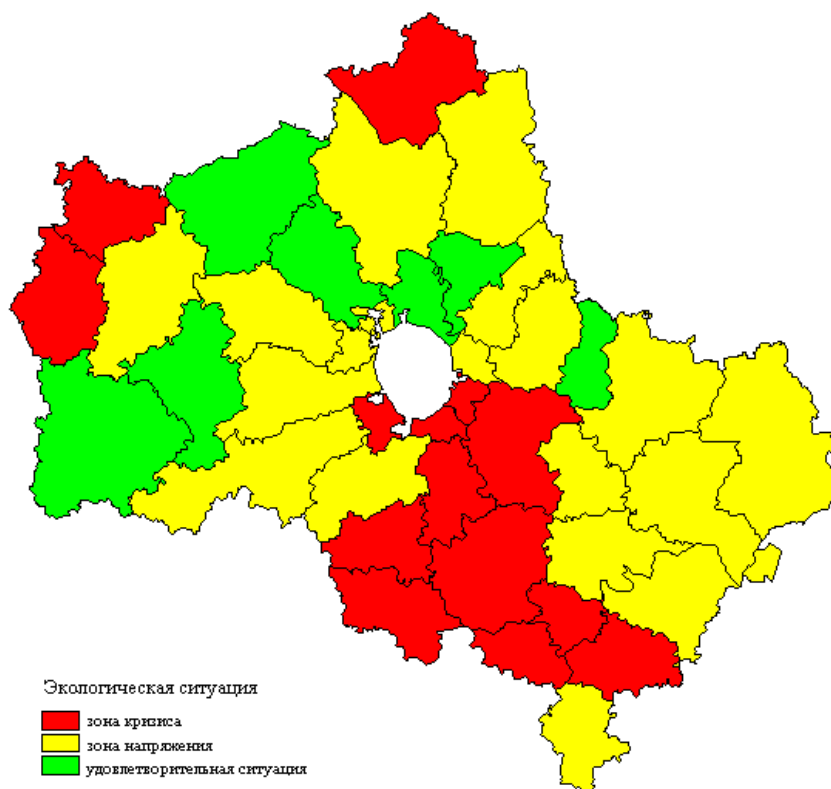 Экологическая ситуация
зона кризиса
зона напряжения
удовлетворительная ситуация